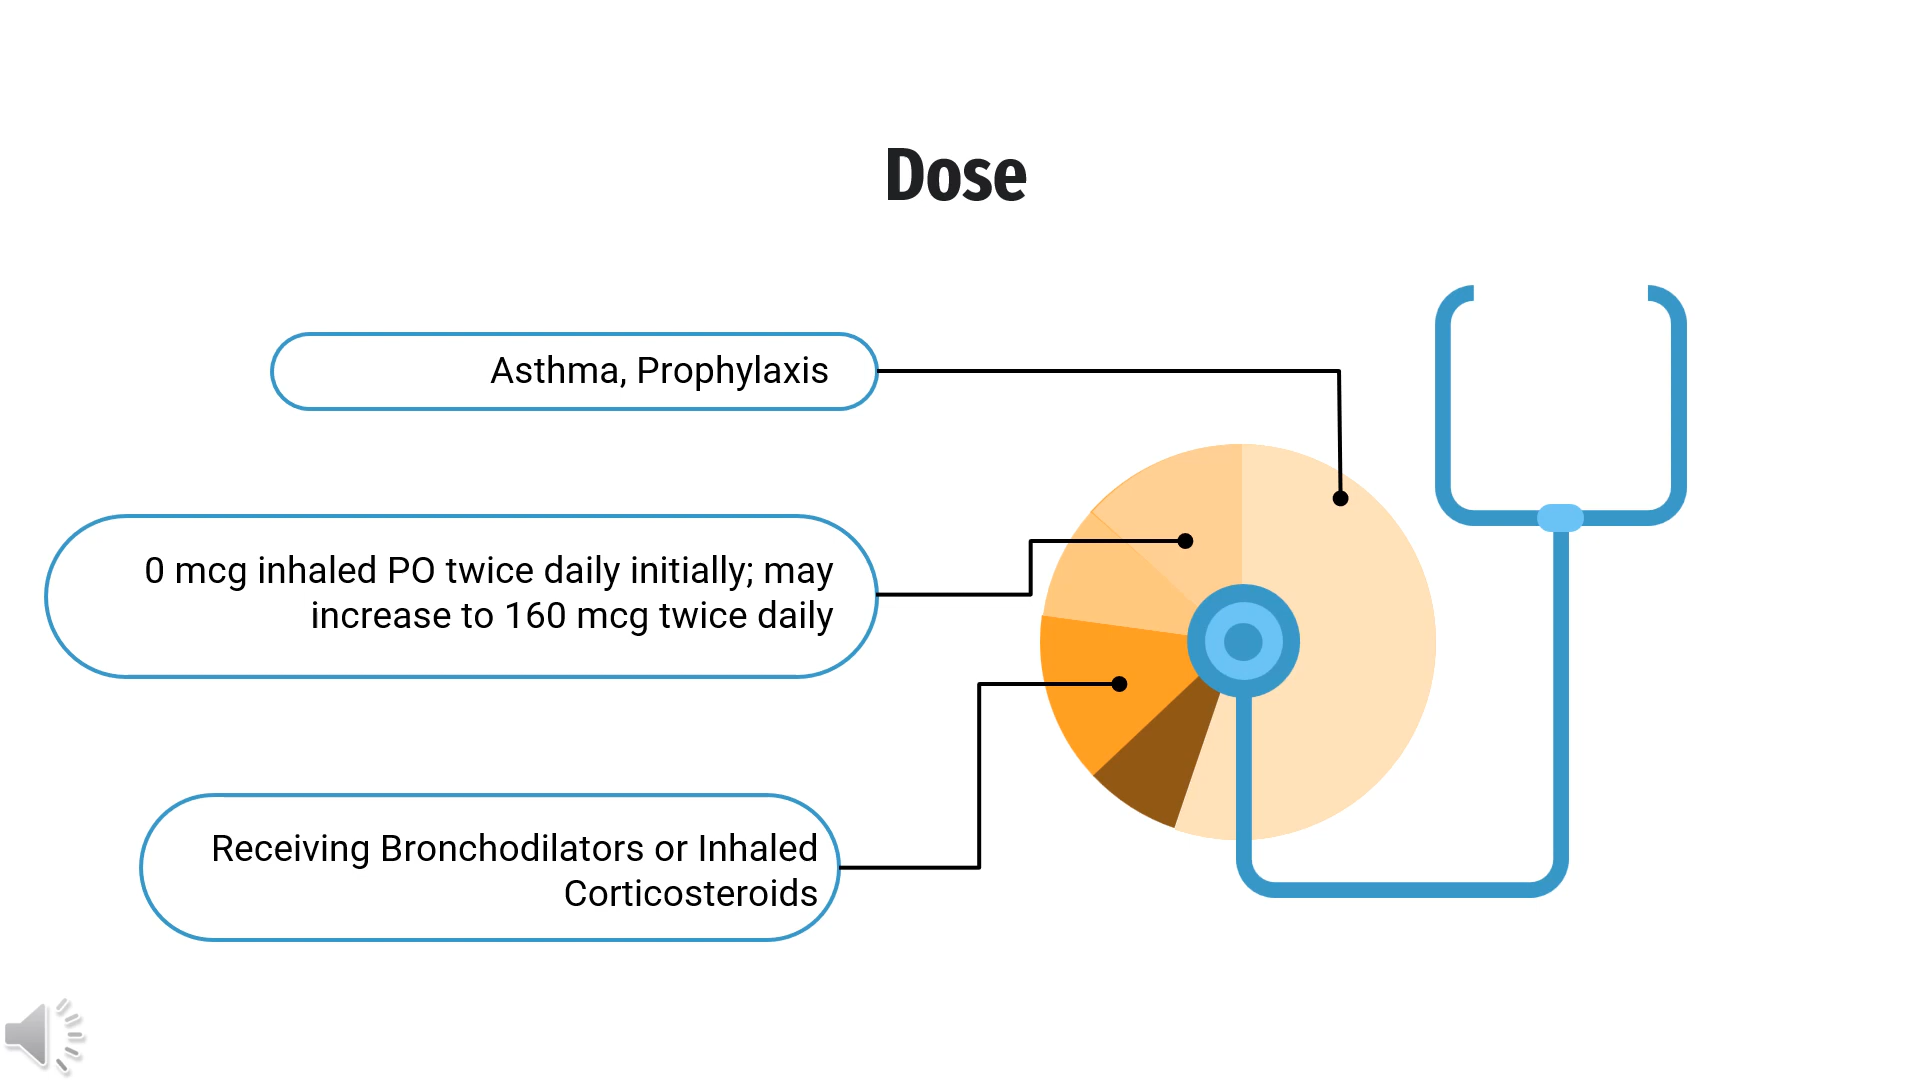 Dose
Asthma, Prophylaxis
0 mcg inhaled PO twice daily initially; may
increase to 160 mcg twice daily
Receiving Bronchodilators or Inhaled
Corticosteroids